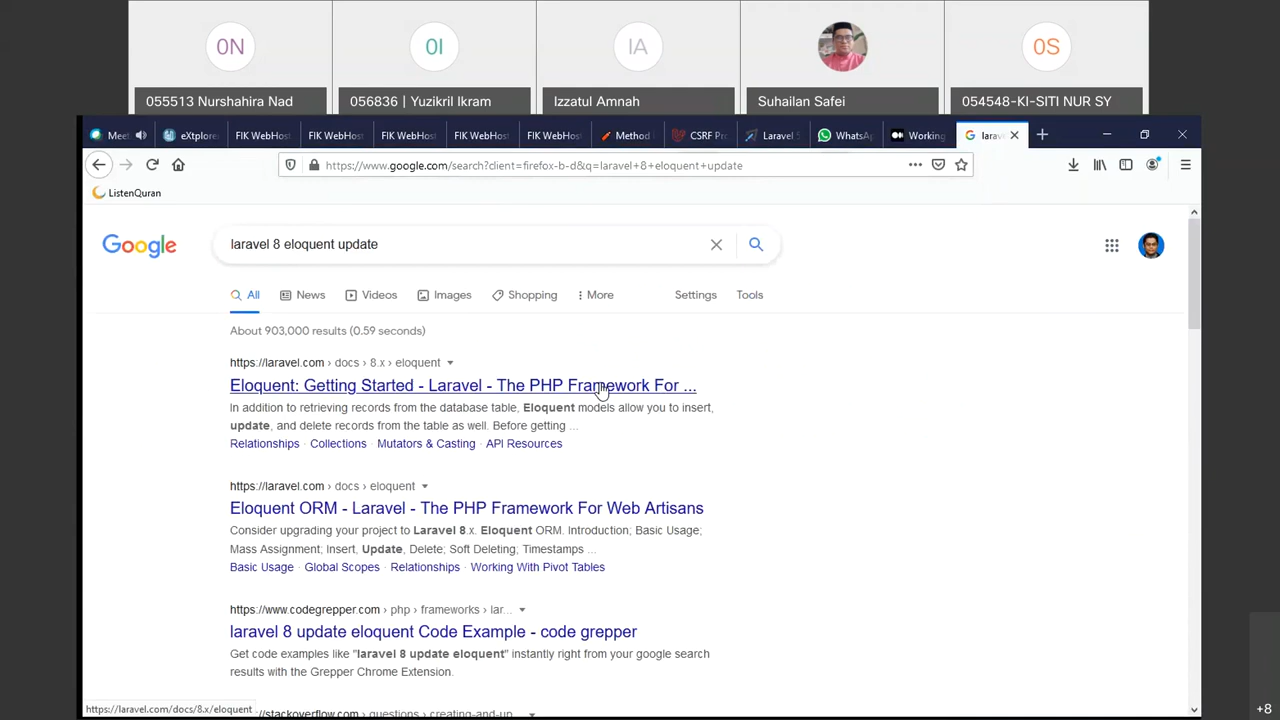 0N
0I
IA
0S
055513 Nurshahira Nad
056836 | Yuzikril Ikram
Izzatul Amnah
Suhailan Safei
054548-KI-SITI NUR SY
Meet
eXplore
FIK WebHost
FIK WebHost
FIK WebHost
FIK WebHost
FIK WebHost
Method
CSRF Pr
Laravel
WhatsA
Working
larav
https://www.google.com/search?client=firefox-b-d&q=laravel+8+eloquent+update
ListenQuran
Google
laravel 8 eloquent update
All
News
Videos
Images
Shopping
More
Settings
Tools
About 903,000 results (0.59 seconds)
https://laravel.com › docs › 8.x › eloquent
Eloquent: Getting Started - Laravel - The PHP Framework For ...
In addition to retrieving records from the database table, Eloquent models allow you to insert,
update, and delete records from the table as well. Before getting ...
Relationships · Collections · Mutators & Casting · API Resources
https://laravel.com › docs › eloquent
Eloquent ORM - Laravel - The PHP Framework For Web Artisans
Consider upgrading your project to Laravel 8.x. Eloquent ORM. Introduction; Basic Usage;
Mass Assignment; Insert, Update, Delete; Soft Deleting; Timestamps ...
Basic Usage · Global Scopes · Relationships · Working With Pivot Tables
https://www.codegrepper.com › php › frameworks › lar...
laravel 8 update eloquent Code Example - code grepper
Get code examples like "laravel 8 update eloquent" instantly right from your google search
results with the Grepper Chrome Extension.
https://laravel.com/docs/8.x/eloquent
//stackoverflow.com › questions › creating-and-up...
+8